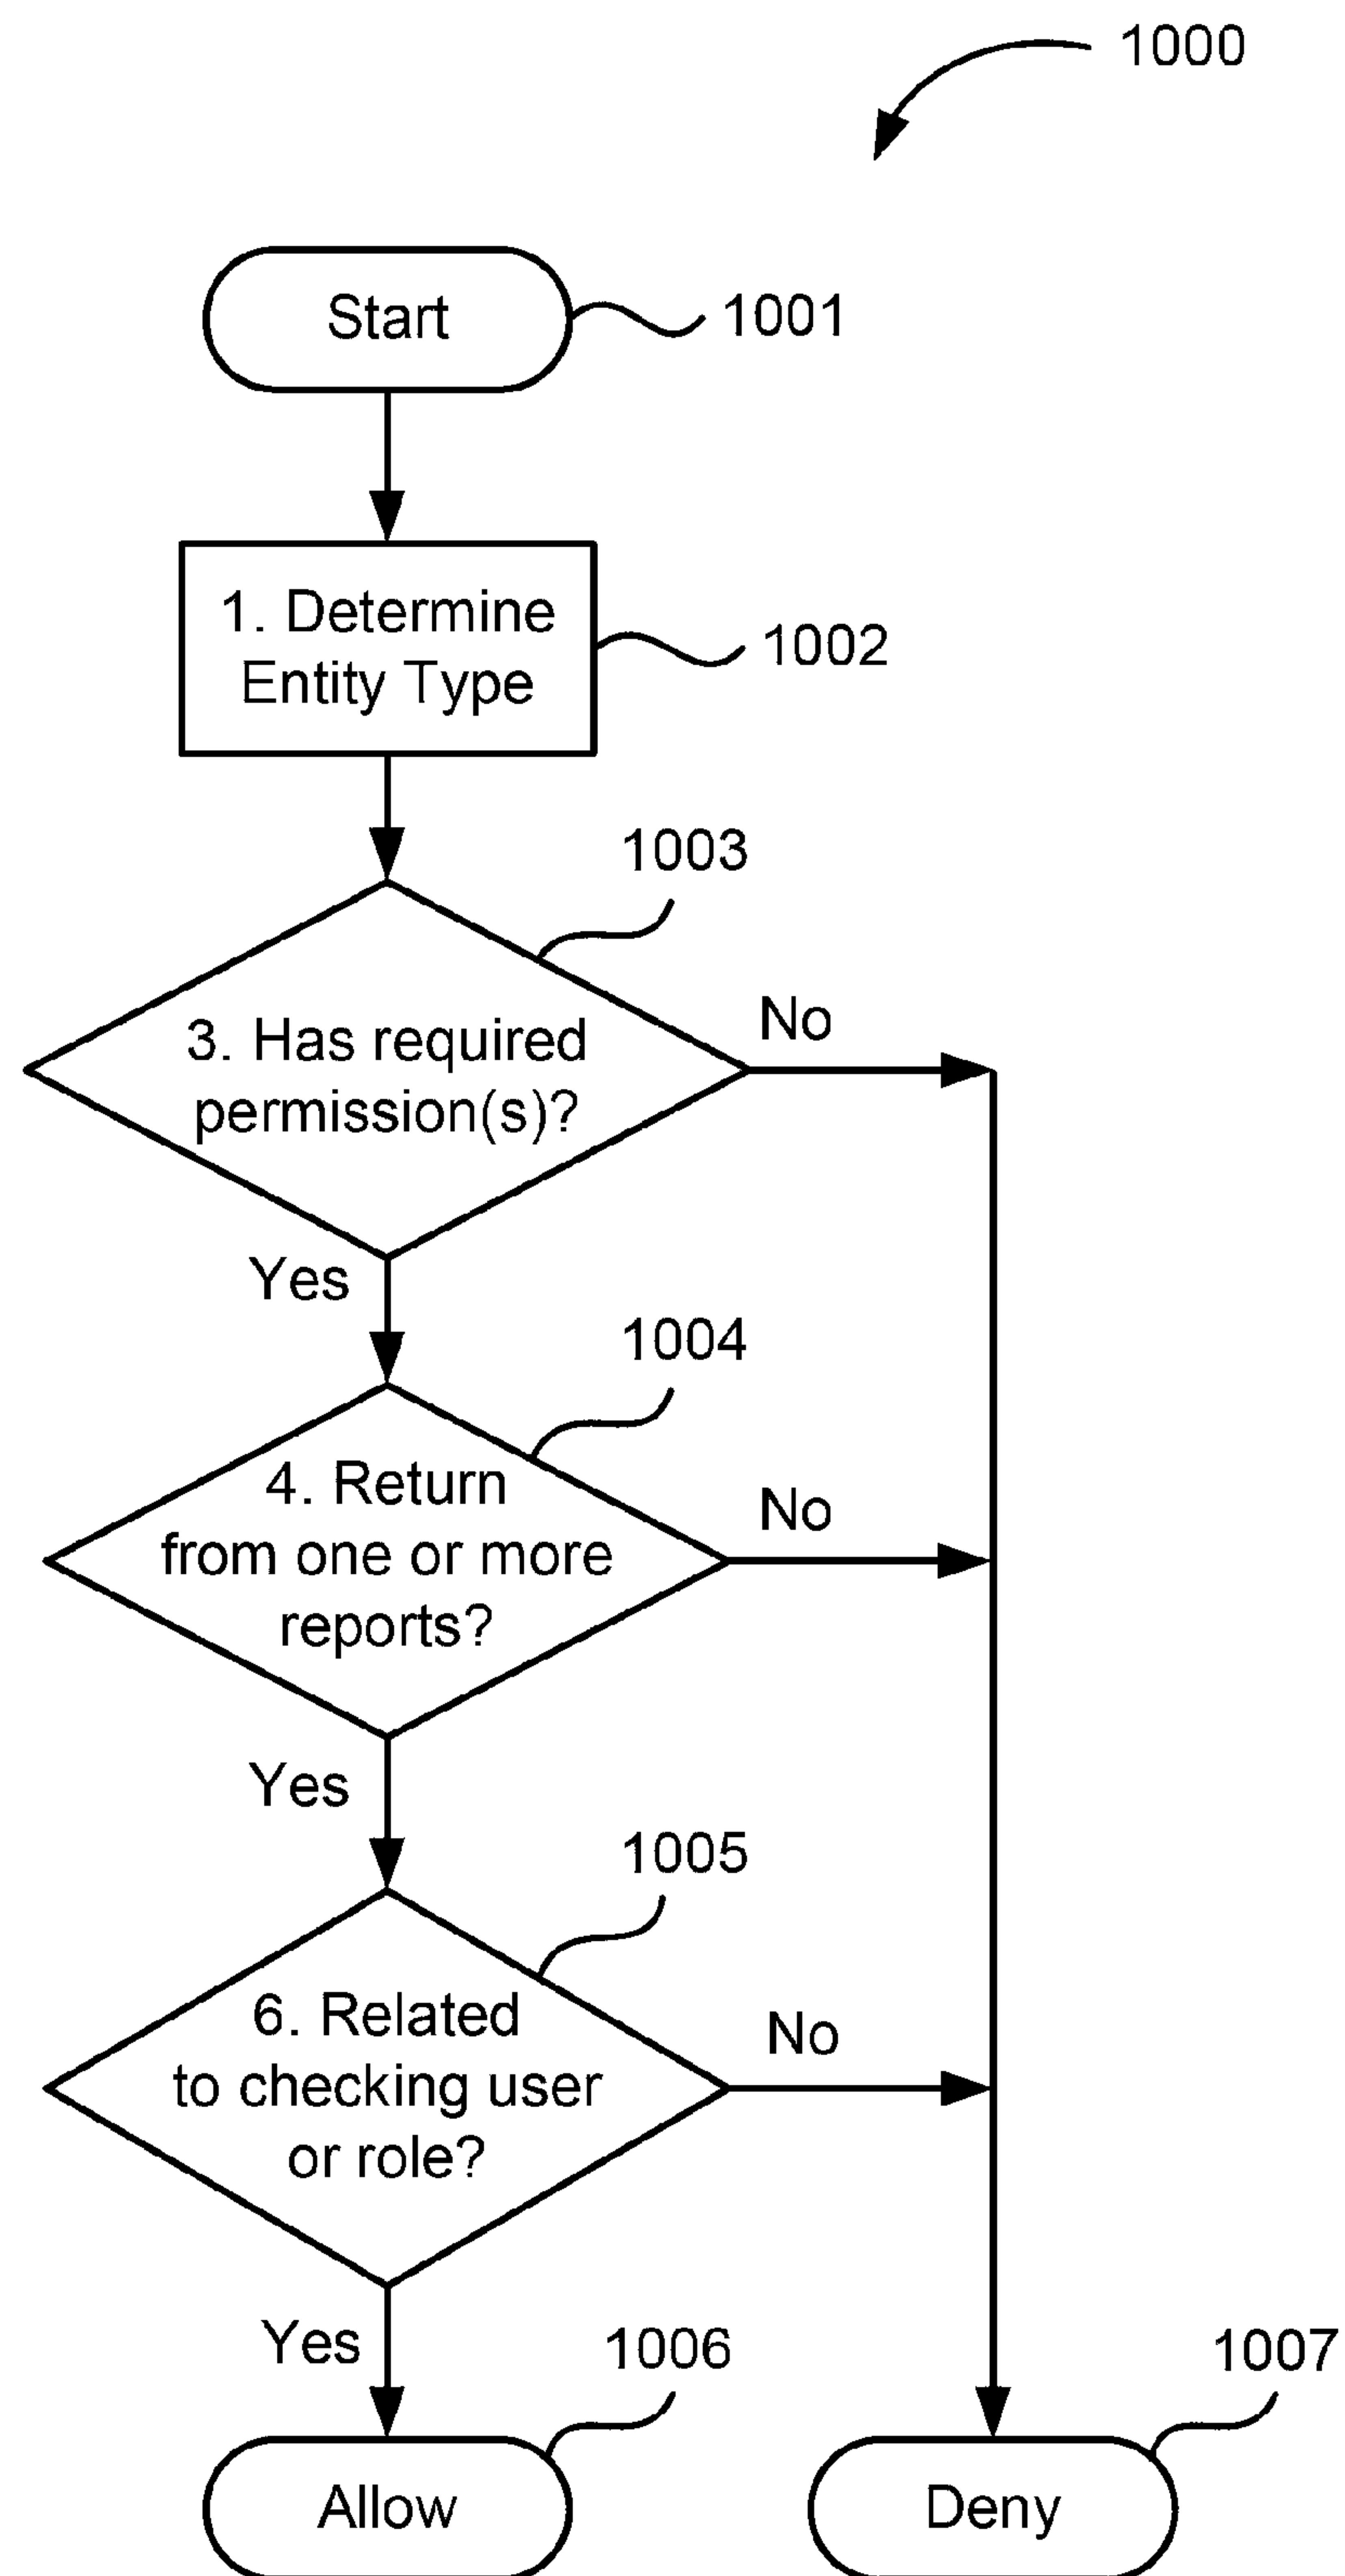 1000
Start
1001
1. Determine
Entity Type
1002
1003
3. Has required
permission(s)?
No
Yes
1004
4. Return
from one or more
reports?
No
Yes
1005
6. Related
to checking user
or role?
No
Yes
1006
1007
Allow
Deny